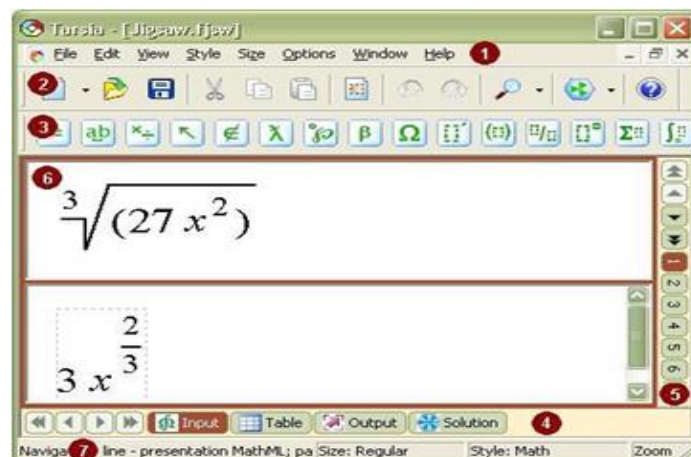 Tarsia - [Jigsaw.fjsw]
File Edit View Style Size Options Window Help 1
2
3 ab
6
∛(27 x²)
3 x^(2/3)
1
2
3
4
5
6
5
Input Table Output Solution 4
Naviga 7 line - presentation MathML; pa Size: Regular Style: Math Zoom